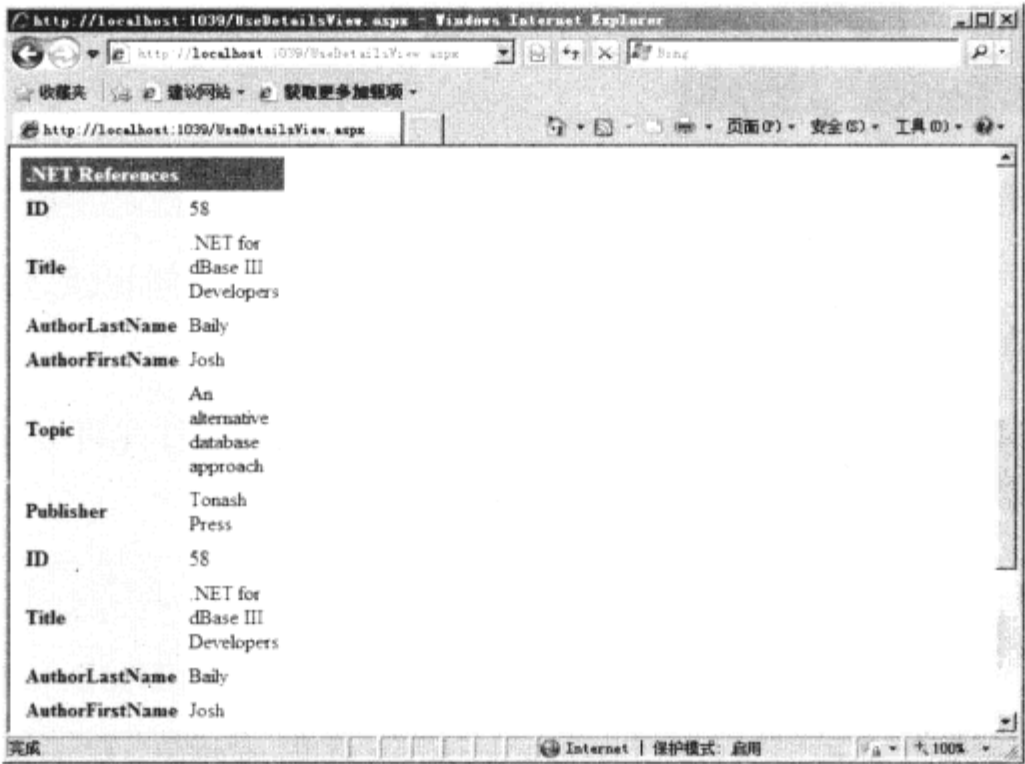 http://localhost:1039/UseDetailsView.aspx - Windows Internet Explorer
http://localhost:1039/UseDetailsView.aspx
Bing
收藏夹 建议网站 获取更多加载项
http://localhost:1039/UseDetailsView.aspx
页面(P) 安全(S) 工具(O)
.NET References
ID 58
Title .NET for
dBase III
Developers
AuthorLastName Baily
AuthorFirstName Josh
Topic An
alternative
database
approach
Publisher Tonash
Press
ID 58
Title .NET for
dBase III
Developers
AuthorLastName Baily
AuthorFirstName Josh
完成 Internet | 保护模式: 启用 100%